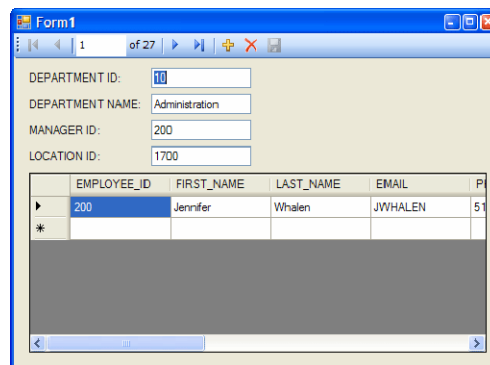 Form1
1 of 27
DEPARTMENT ID: 10
DEPARTMENT NAME: Administration
MANAGER ID: 200
LOCATION ID: 1700
EMPLOYEE_ID FIRST_NAME LAST_NAME EMAIL
200 Jennifer Whalen JWHALEN 51